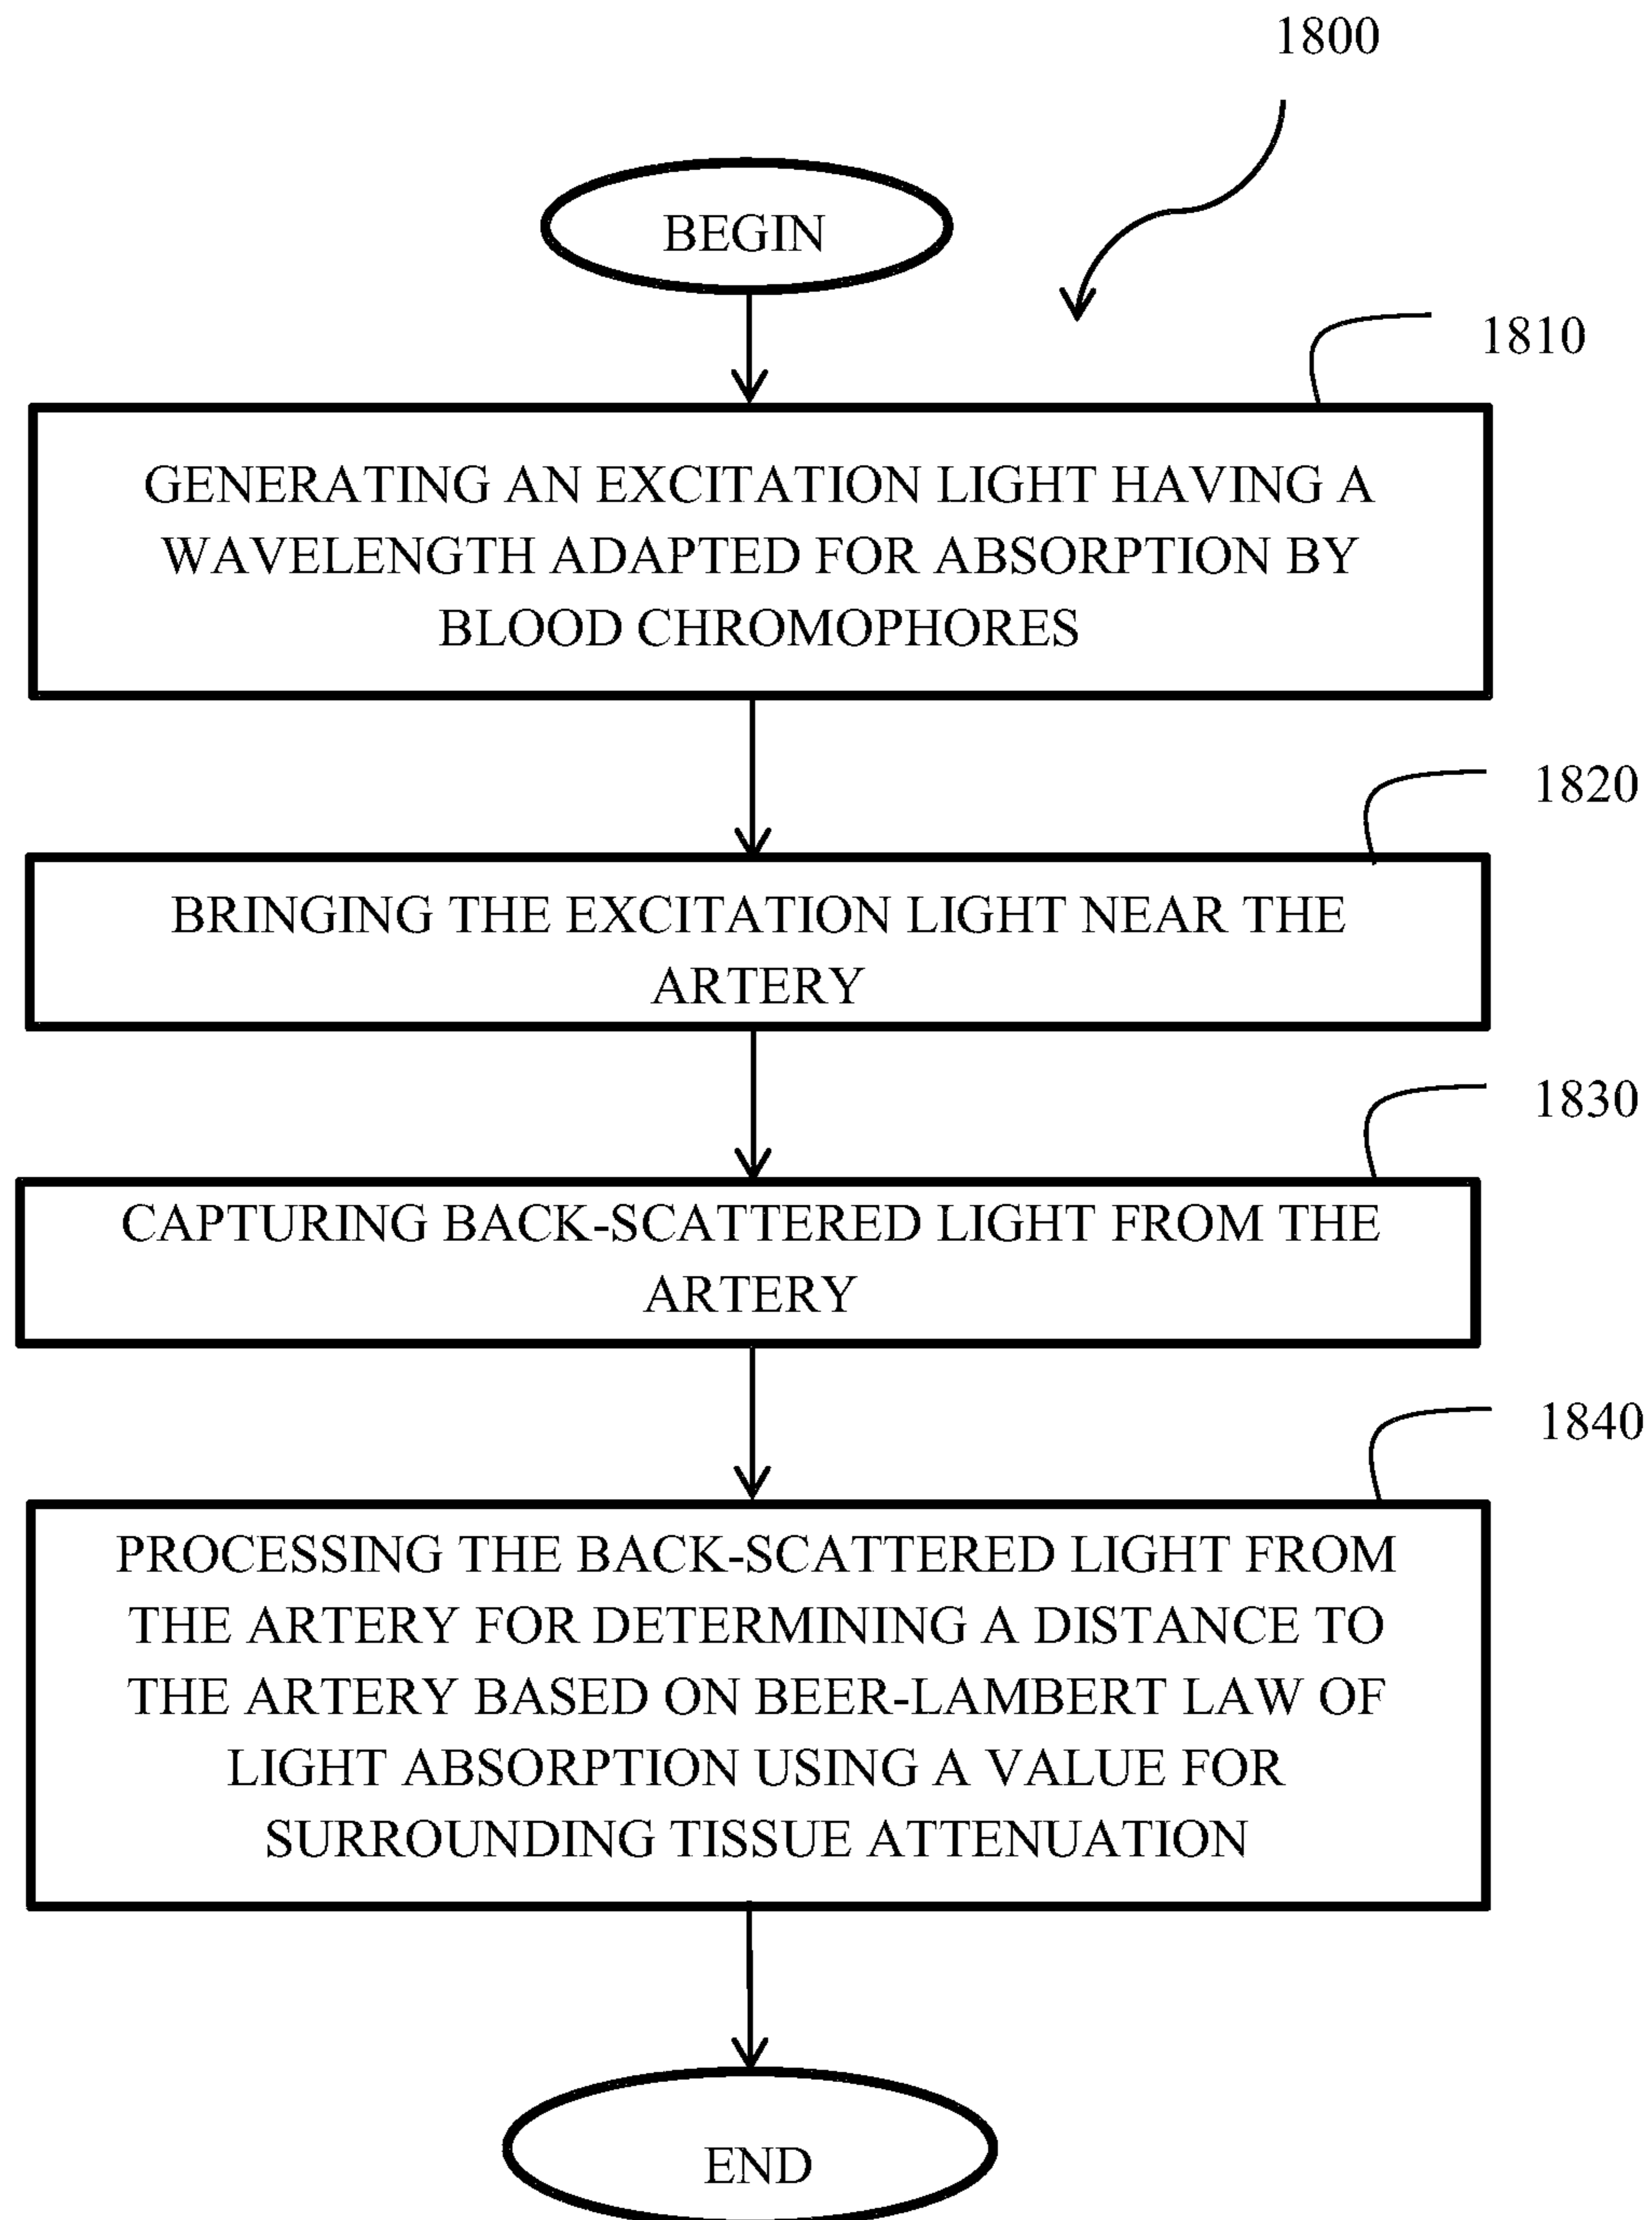 1800
BEGIN
1810
GENERATING AN EXCITATION LIGHT HAVING A
WAVELENGTH ADAPTED FOR ABSORPTION BY
BLOOD CHROMOPHORES
1820
BRINGING THE EXCITATION LIGHT NEAR THE
ARTERY
1830
CAPTURING BACK-SCATTERED LIGHT FROM THE
ARTERY
1840
PROCESSING THE BACK-SCATTERED LIGHT FROM
THE ARTERY FOR DETERMINING A DISTANCE TO
THE ARTERY BASED ON BEER-LAMBERT LAW OF
LIGHT ABSORPTION USING A VALUE FOR
SURROUNDING TISSUE ATTENUATION
END